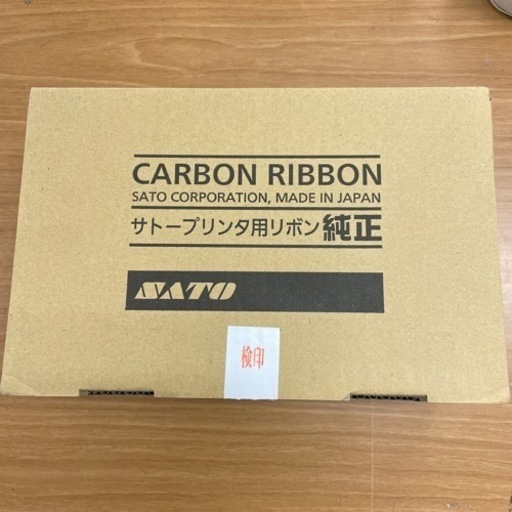 CARBON RIBBON
SATO CORPORATION, MADE IN JAPAN
サトープリンタ用リボン 純正
SATO
検印